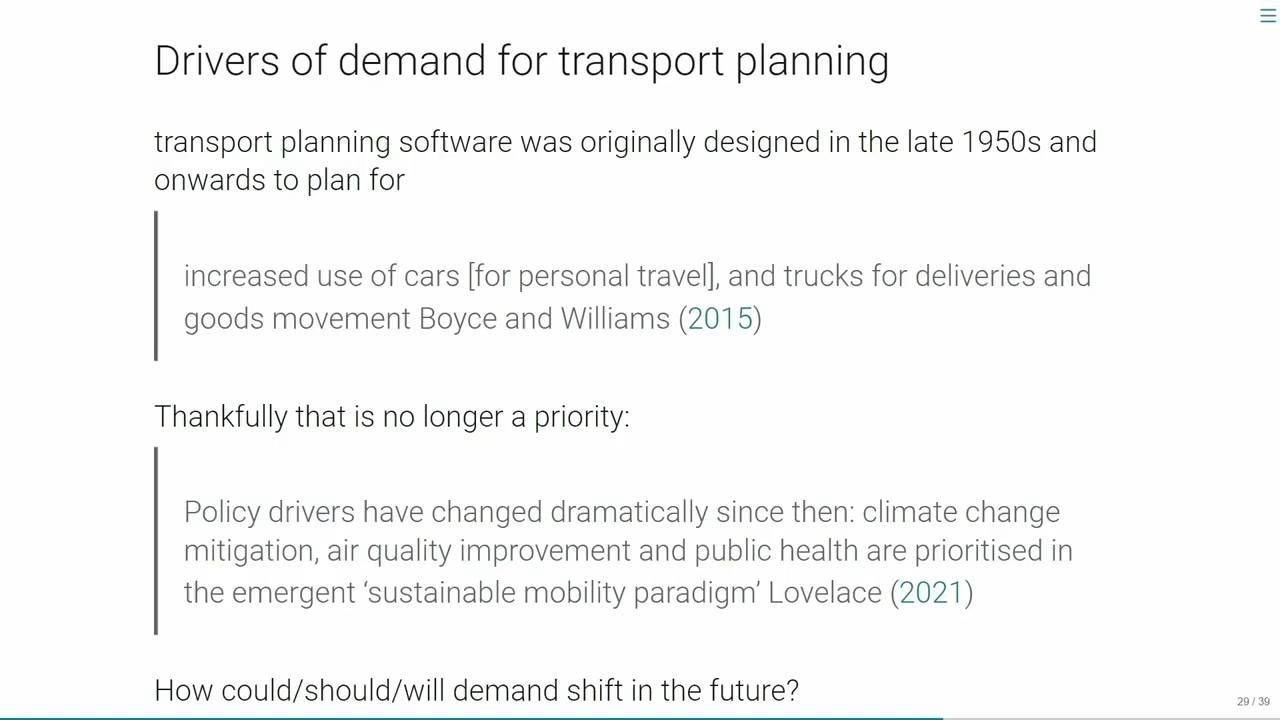 Drivers of demand for transport planning
transport planning software was originally designed in the late 1950s and
onwards to plan for
increased use of cars [for personal travel], and trucks for deliveries and
goods movement Boyce and Williams (2015)
Thankfully that is no longer a priority:
Policy drivers have changed dramatically since then: climate change
mitigation, air quality improvement and public health are prioritised in
the emergent ‘sustainable mobility paradigm’ Lovelace (2021)
How could/should/will demand shift in the future?
29 / 39